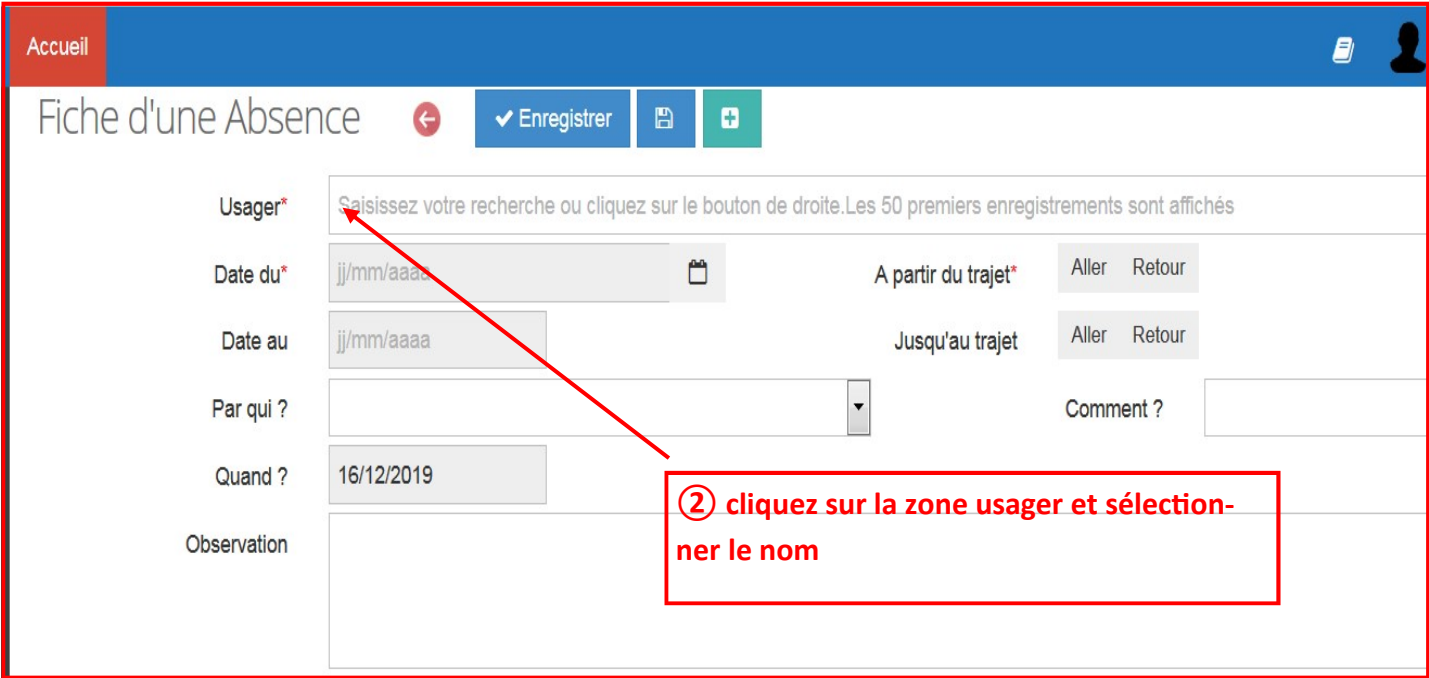 Accueil
Fiche d'une Absence
Enregistrer
Usager*
Saisissez votre recherche ou cliquez sur le bouton de droite.Les 50 premiers enregistrements sont affichés
Date du*
jj/mm/aaaa
A partir du trajet*
Aller Retour
Date au
jj/mm/aaaa
Jusqu'au trajet
Aller Retour
Par qui ?
Comment ?
Quand ?
16/12/2019
② cliquez sur la zone usager et sélection-
ner le nom
Observation